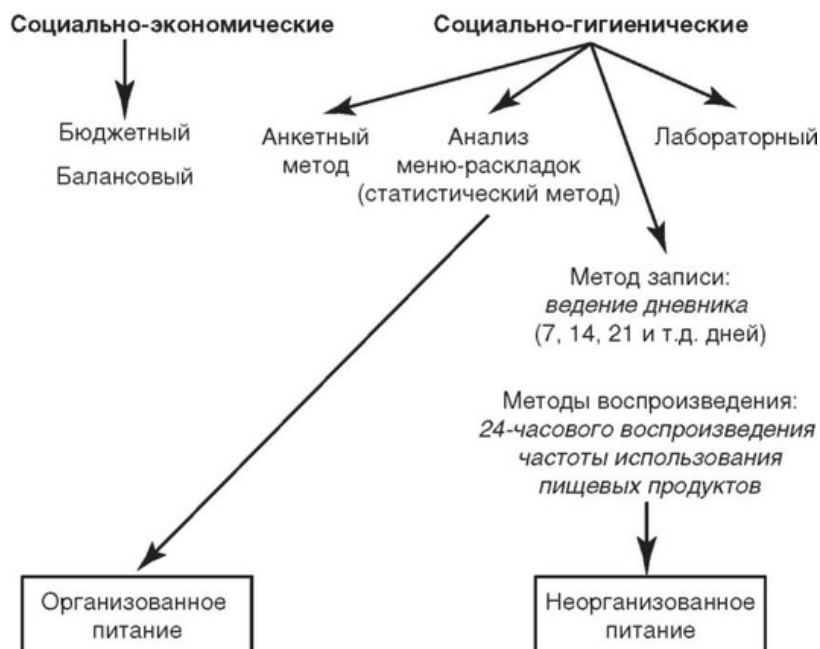 Социально-экономические
Социально-гигиенические
Бюджетный
Балансовый
Анкетный
метод
Анализ
меню-раскладок
(статистический метод)
Лабораторный
Метод записи:
ведение дневника
(7, 14, 21 и т.д. дней)
Методы воспроизведения:
24-часового воспроизведения
частоты использования
пищевых продуктов
Организованное
питание
Неорганизованное
питание